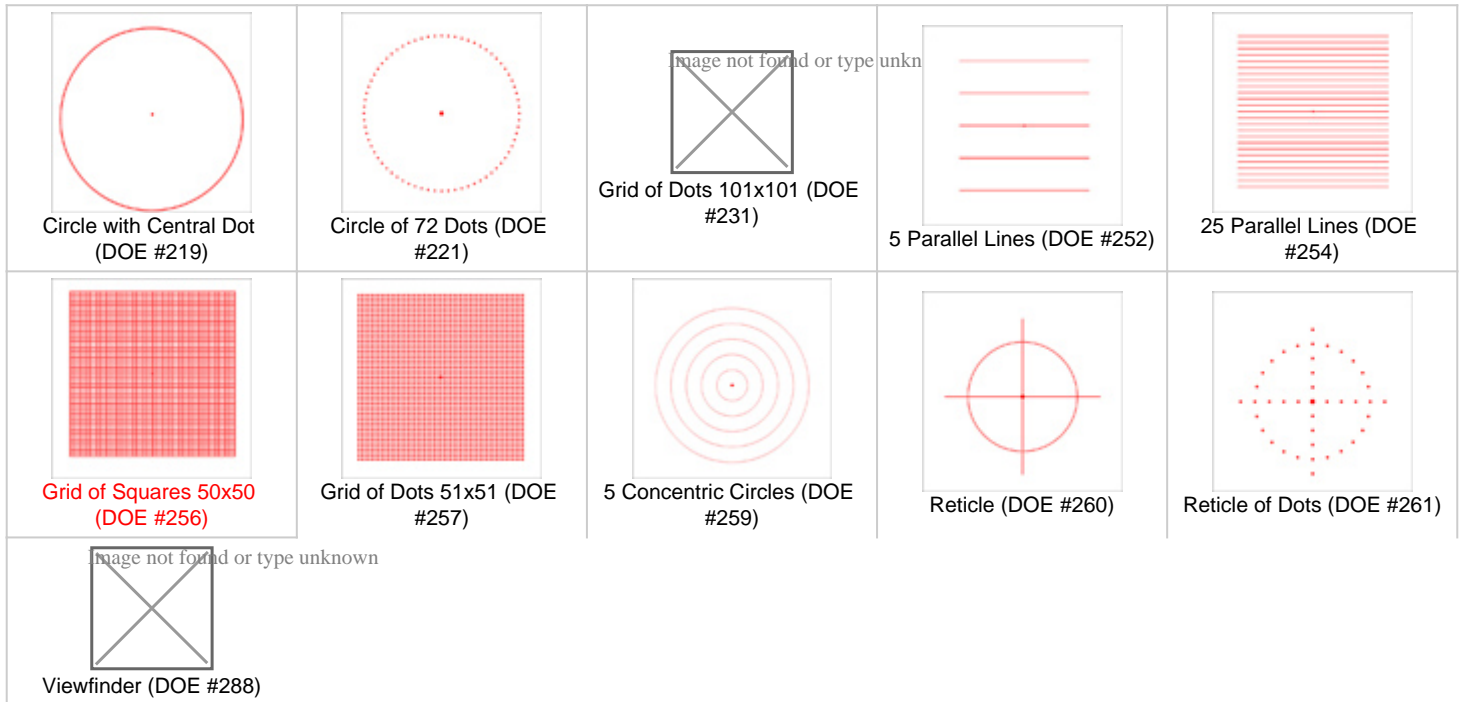 Image not found or type unkn
Circle with Central Dot
(DOE #219)
Circle of 72 Dots (DOE
#221)
Grid of Dots 101x101 (DOE
#231)
5 Parallel Lines (DOE #252)
25 Parallel Lines (DOE
#254)
Grid of Squares 50x50
(DOE #256)
Grid of Dots 51x51 (DOE
#257)
5 Concentric Circles (DOE
#259)
Reticle (DOE #260)
Reticle of Dots (DOE #261)
Image not found or type unknown
Viewfinder (DOE #288)